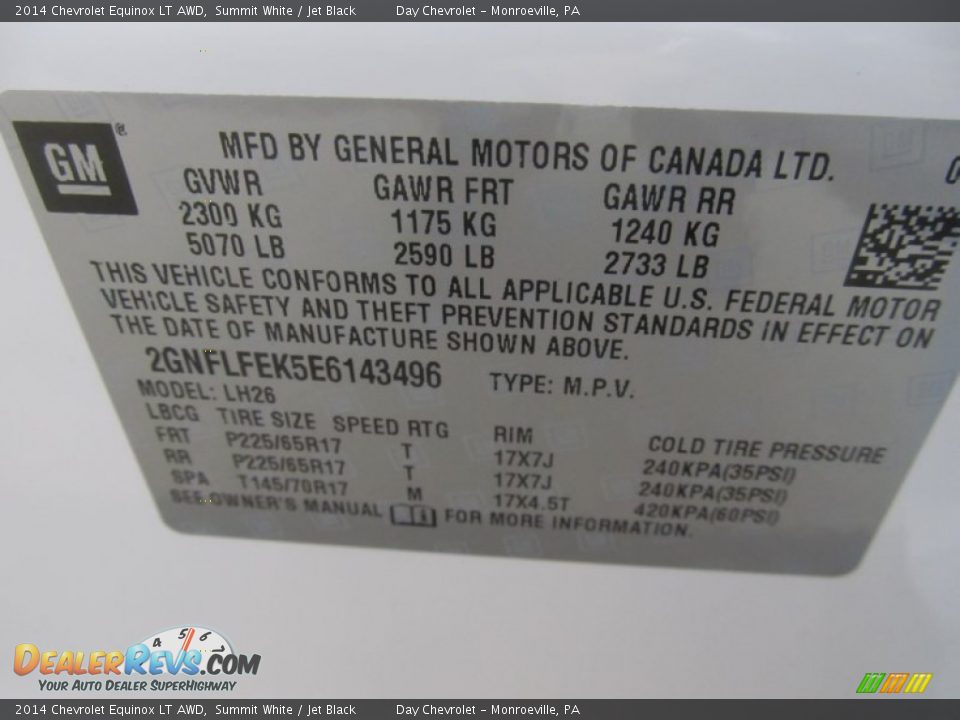 2014 Chevrolet Equinox LT AWD, Summit White / Jet Black Day Chevrolet - Monroeville, PA
GM ®
MFD BY GENERAL MOTORS OF CANADA LTD.
GVWR GAWR FRT GAWR RR
2300 KG 1175 KG 1240 KG
5070 LB 2590 LB 2733 LB
THIS VEHICLE CONFORMS TO ALL APPLICABLE U.S. FEDERAL MOTOR
VEHICLE SAFETY AND THEFT PREVENTION STANDARDS IN EFFECT ON
THE DATE OF MANUFACTURE SHOWN ABOVE.
2GNFLFEK5E6143496 TYPE: M.P.V.
MODEL: LH26
LBCG TIRE SIZE SPEED RTG RIM COLD TIRE PRESSURE
FRT P225/65R17 T 17X7J 240KPA(35PSI)
RR P225/65R17 T 17X7J 240KPA(35PSI)
SPA T145/70R17 M 17X4.5T 420KPA(60PSI)
SEE OWNER'S MANUAL FOR MORE INFORMATION.
4 5 6
DEALERREVS.COM
YOUR AUTO DEALER SUPERHIGHWAY
2014 Chevrolet Equinox LT AWD, Summit White / Jet Black Day Chevrolet - Monroeville, PA